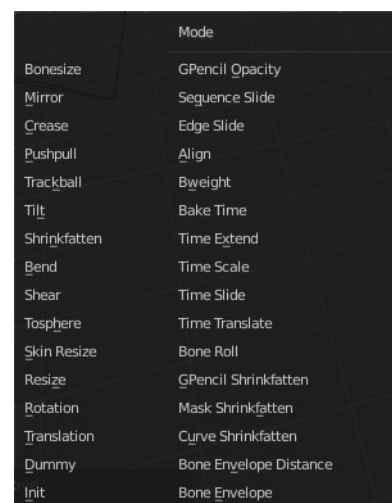 Mode
Bonesize
Mirror
Crease
Pushpull
Trackball
Tilt
Shrinkfatten
Bend
Shear
Tosphere
Skin Resize
Resize
Rotation
Translation
Dummy
Init
GPencil Opacity
Sequence Slide
Edge Slide
Align
Bweight
Bake Time
Time Extend
Time Scale
Time Slide
Time Translate
Bone Roll
GPencil Shrinkfatten
Mask Shrinkfatten
Curve Shrinkfatten
Bone Envelope Distance
Bone Envelope